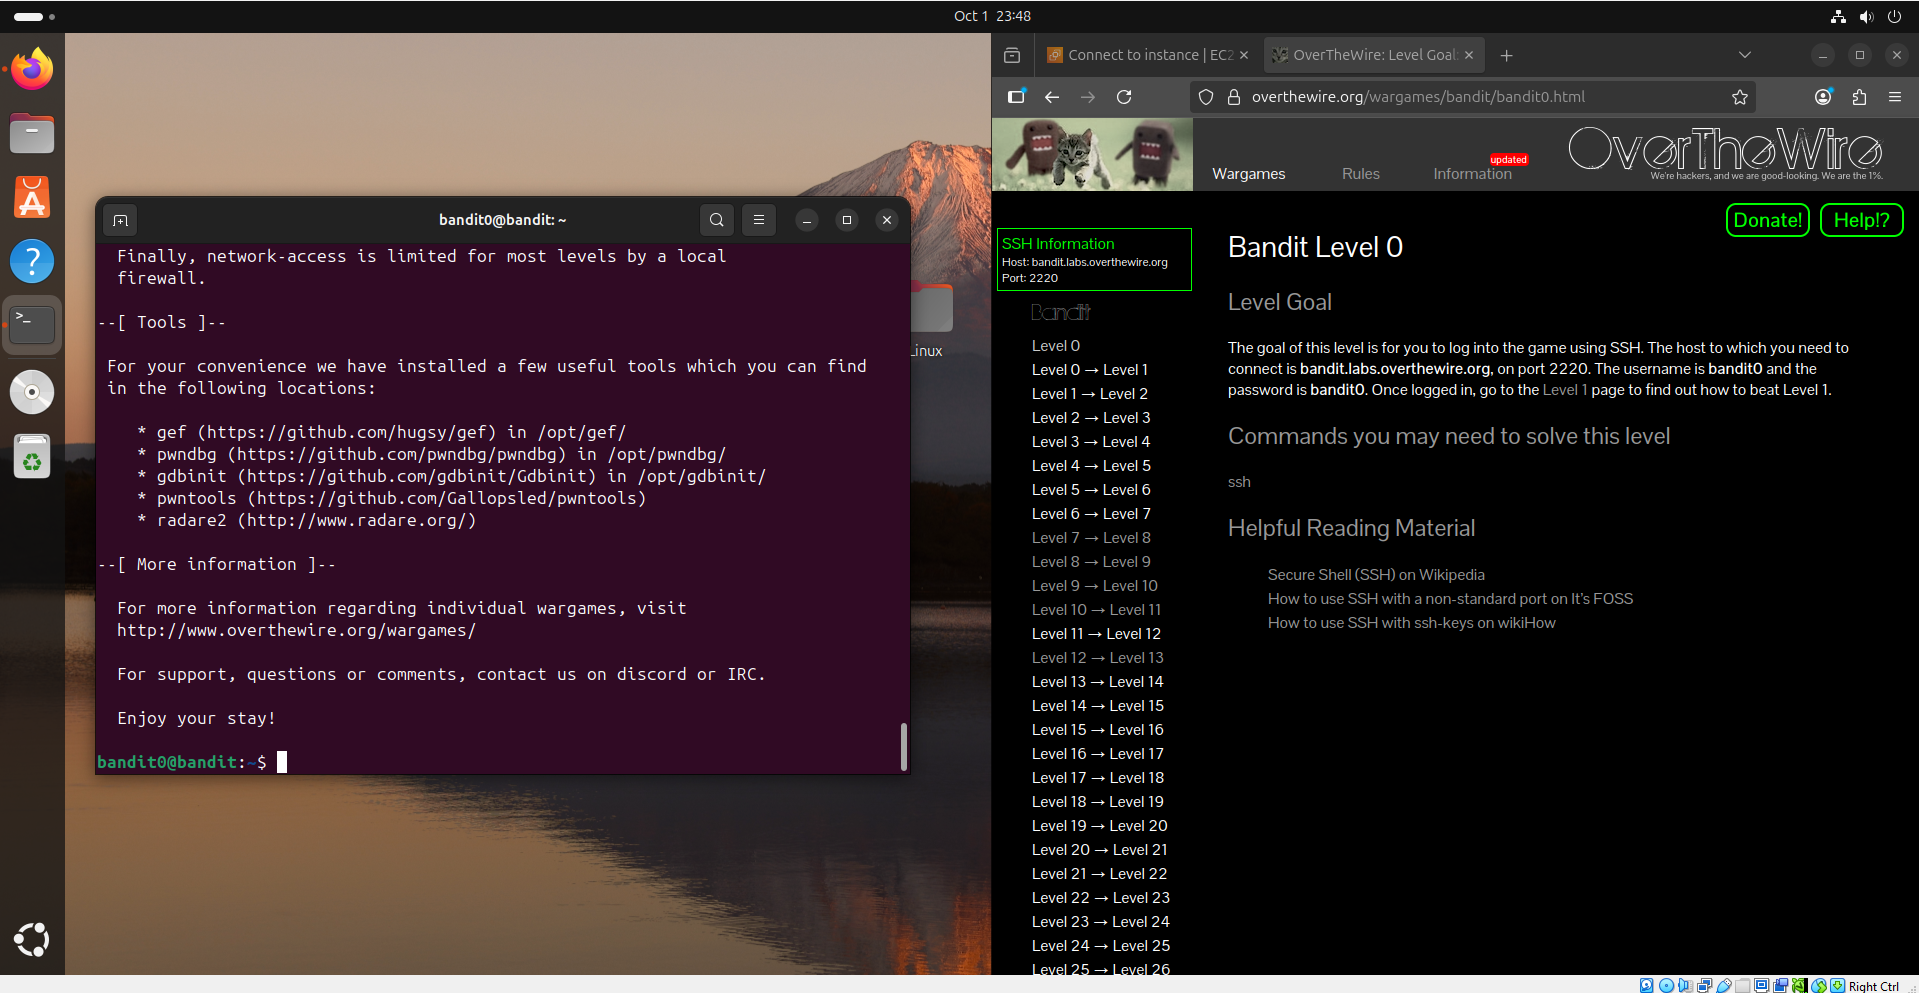 Oct 1 23:48
bandit0@bandit: ~
Finally, network-access is limited for most levels by a local
firewall.
--[ Tools ]--
For your convenience we have installed a few useful tools which you can find
in the following locations:
* gef (https://github.com/hugsy/gef) in /opt/gef/
* pwndbg (https://github.com/pwndbg/pwndbg) in /opt/pwndbg/
* gdbinit (https://github.com/gdbinit/Gdbinit) in /opt/gdbinit/
* pwntools (https://github.com/Gallopsled/pwntools)
* radare2 (http://www.radare.org/)
--[ More information ]--
For more information regarding individual wargames, visit
http://www.overthewire.org/wargames/
For support, questions or comments, contact us on discord or IRC.
Enjoy your stay!
bandit0@bandit:~$
Linux
Connect to instance | EC2
OverTheWire: Level Goal:
overthewire.org/wargames/bandit/bandit0.html
Wargames
Rules
updated
Information
OverTheWire
We're hackers, and we are good-looking. We are the 1%.
Donate!
Help!?
SSH Information
Host: bandit.labs.overthewire.org
Port: 2220
Bandit
Level 0
Level 0 → Level 1
Level 1 → Level 2
Level 2 → Level 3
Level 3 → Level 4
Level 4 → Level 5
Level 5 → Level 6
Level 6 → Level 7
Level 7 → Level 8
Level 8 → Level 9
Level 9 → Level 10
Level 10 → Level 11
Level 11 → Level 12
Level 12 → Level 13
Level 13 → Level 14
Level 14 → Level 15
Level 15 → Level 16
Level 16 → Level 17
Level 17 → Level 18
Level 18 → Level 19
Level 19 → Level 20
Level 20 → Level 21
Level 21 → Level 22
Level 22 → Level 23
Level 23 → Level 24
Level 24 → Level 25
Level 25 → Level 26
Bandit Level 0
Level Goal
The goal of this level is for you to log into the game using SSH. The host to which you need to
connect is bandit.labs.overthewire.org, on port 2220. The username is bandit0 and the
password is bandit0. Once logged in, go to the Level 1 page to find out how to beat Level 1.
Commands you may need to solve this level
ssh
Helpful Reading Material
Secure Shell (SSH) on Wikipedia
How to use SSH with a non-standard port on It's FOSS
How to use SSH with ssh-keys on wikiHow
Right Ctrl